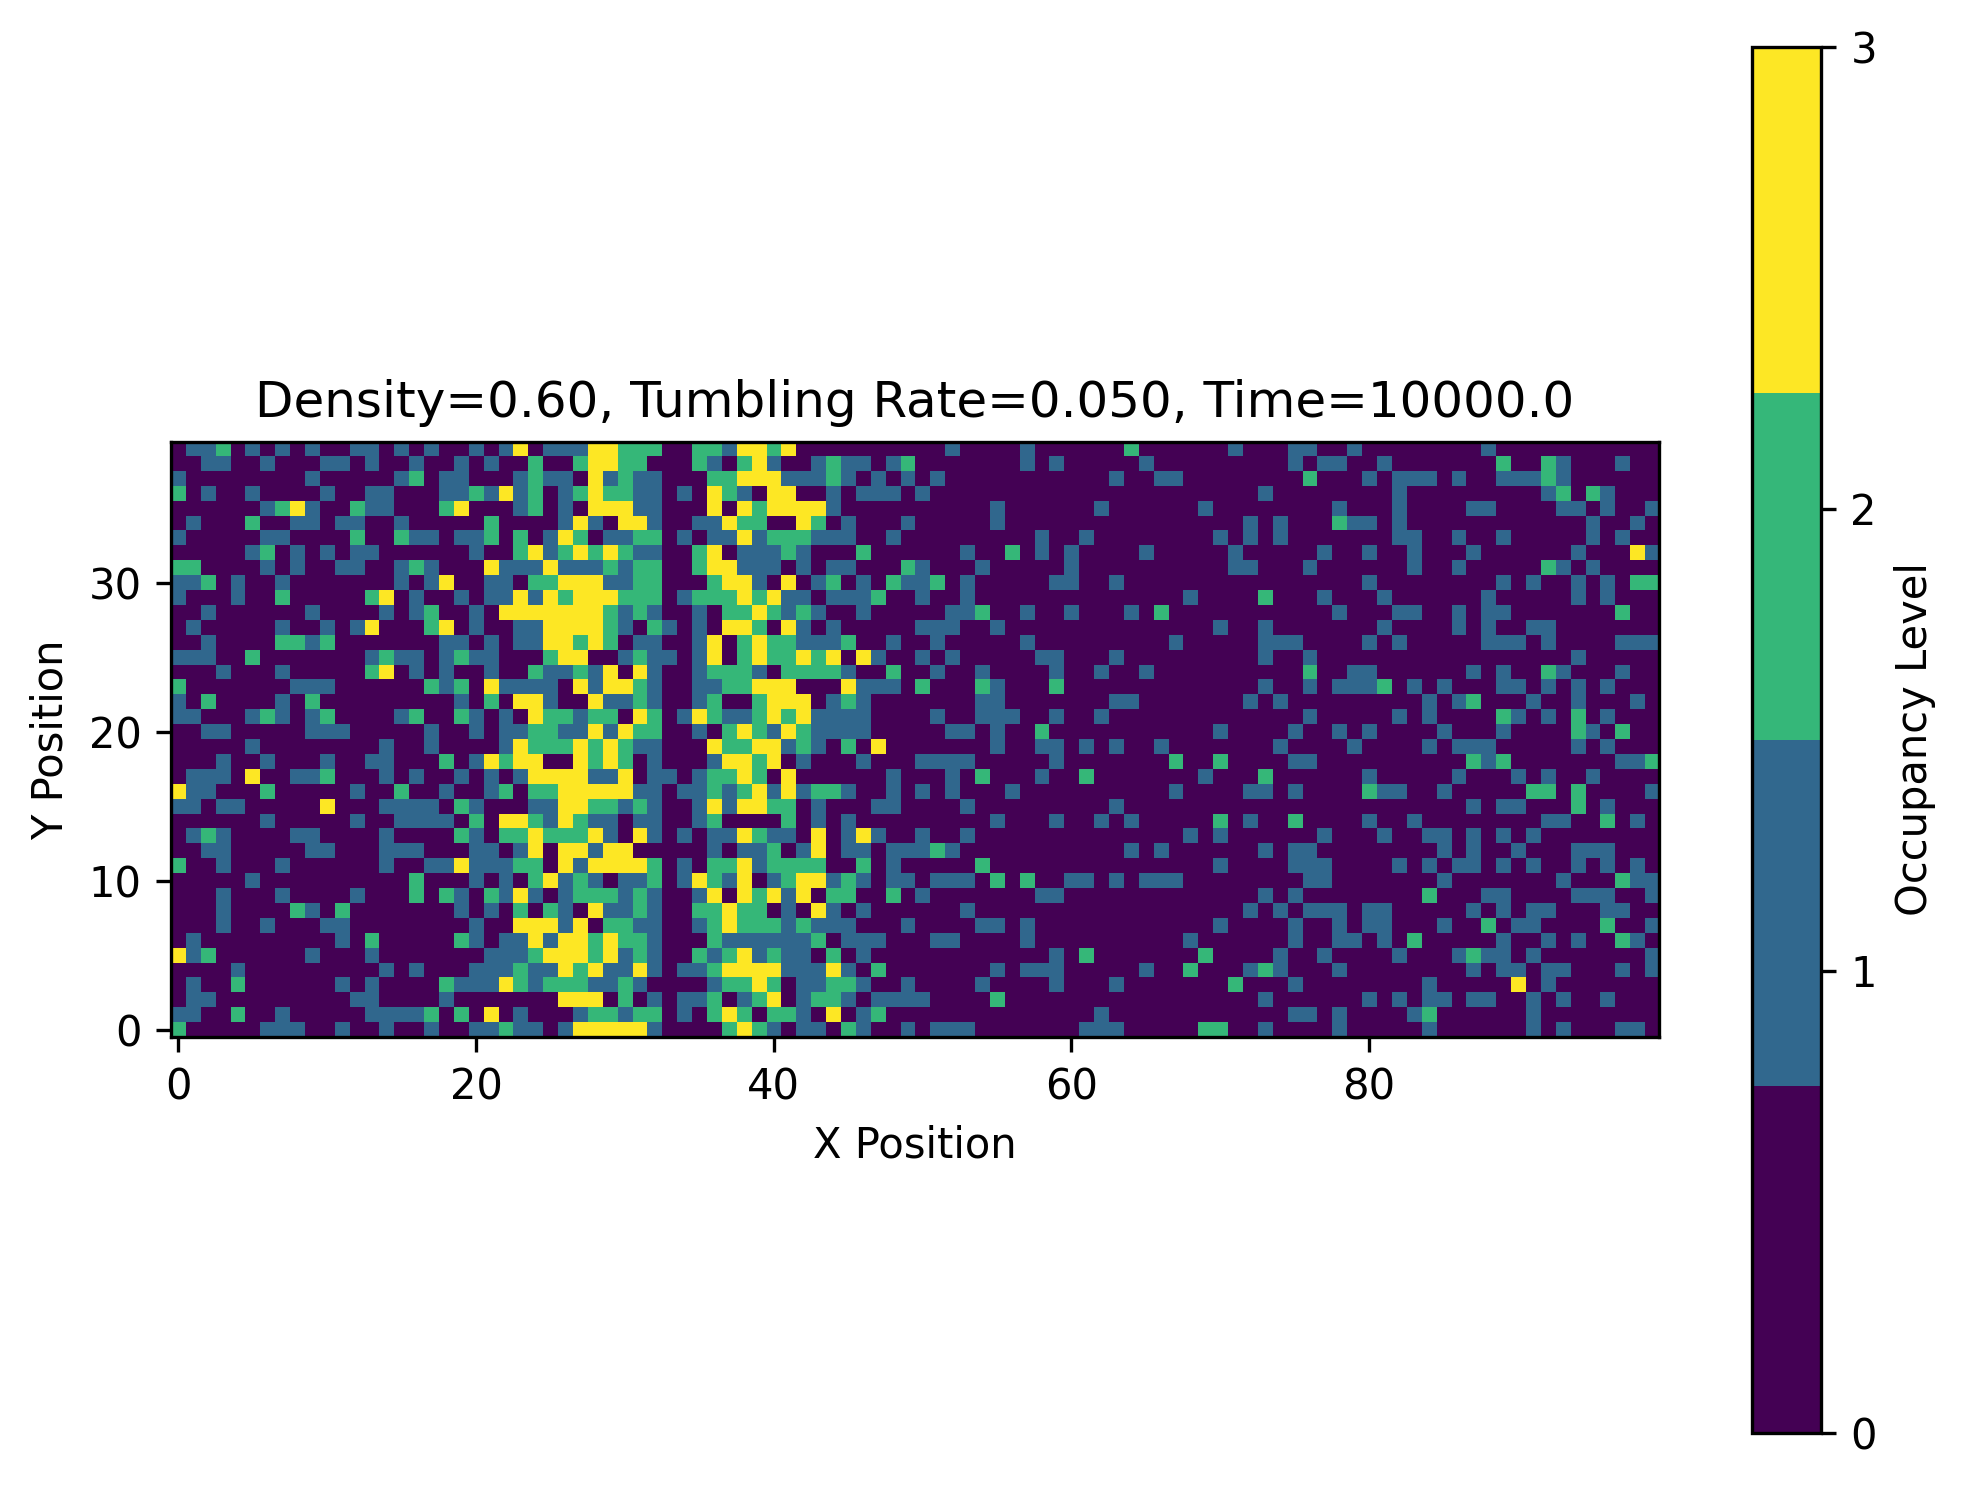 Density=0.60, Tumbling Rate=0.050, Time=10000.0
3
2
1
0
Occupancy Level
30
20
10
0
Y Position
0 20 40 60 80
X Position